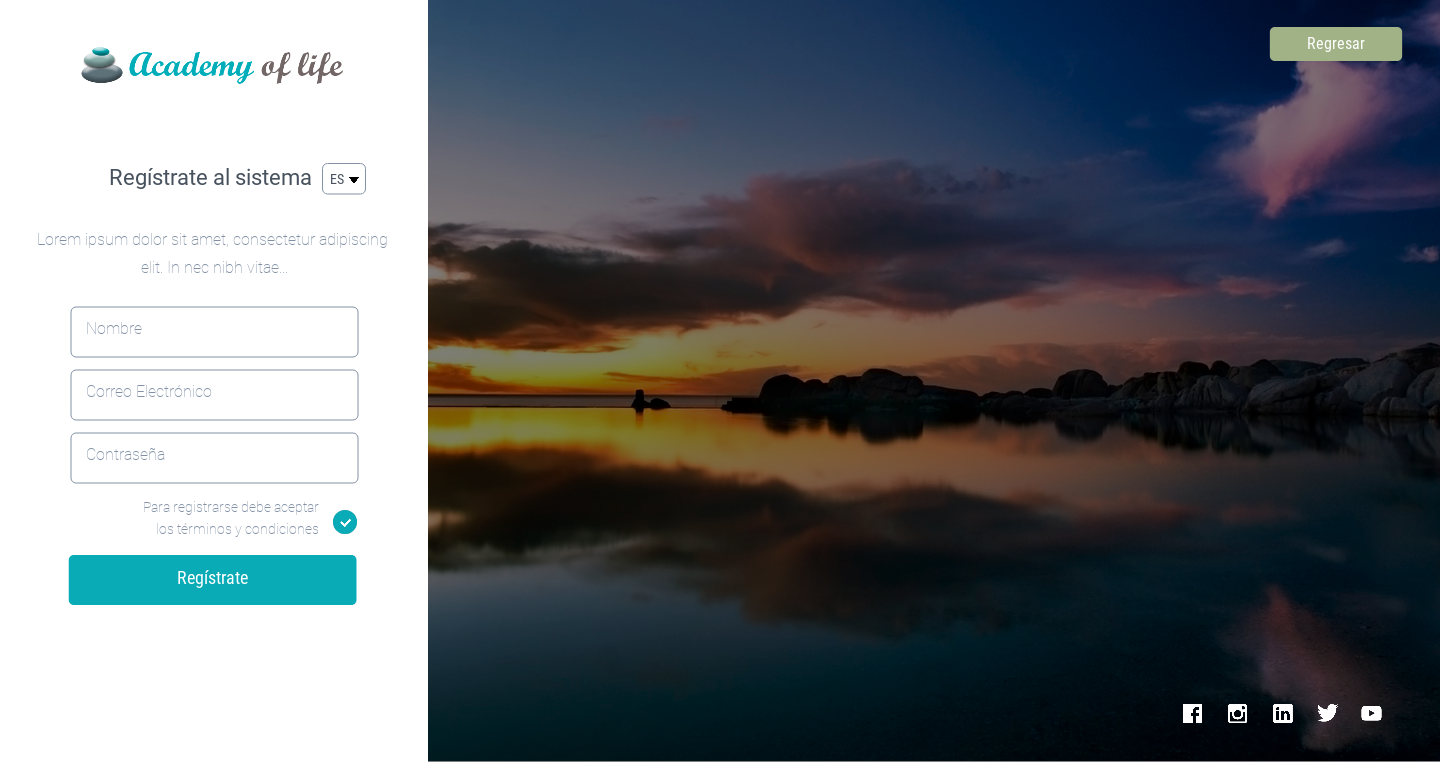 Academy of life
Regresar
Regístrate al sistema
ES
Lorem ipsum dolor sit amet, consectetur adipiscing
elit. In nec nibh vitae...
Nombre
Correo Electrónico
Contraseña
Para registrarse debe aceptar
los términos y condiciones
Regístrate